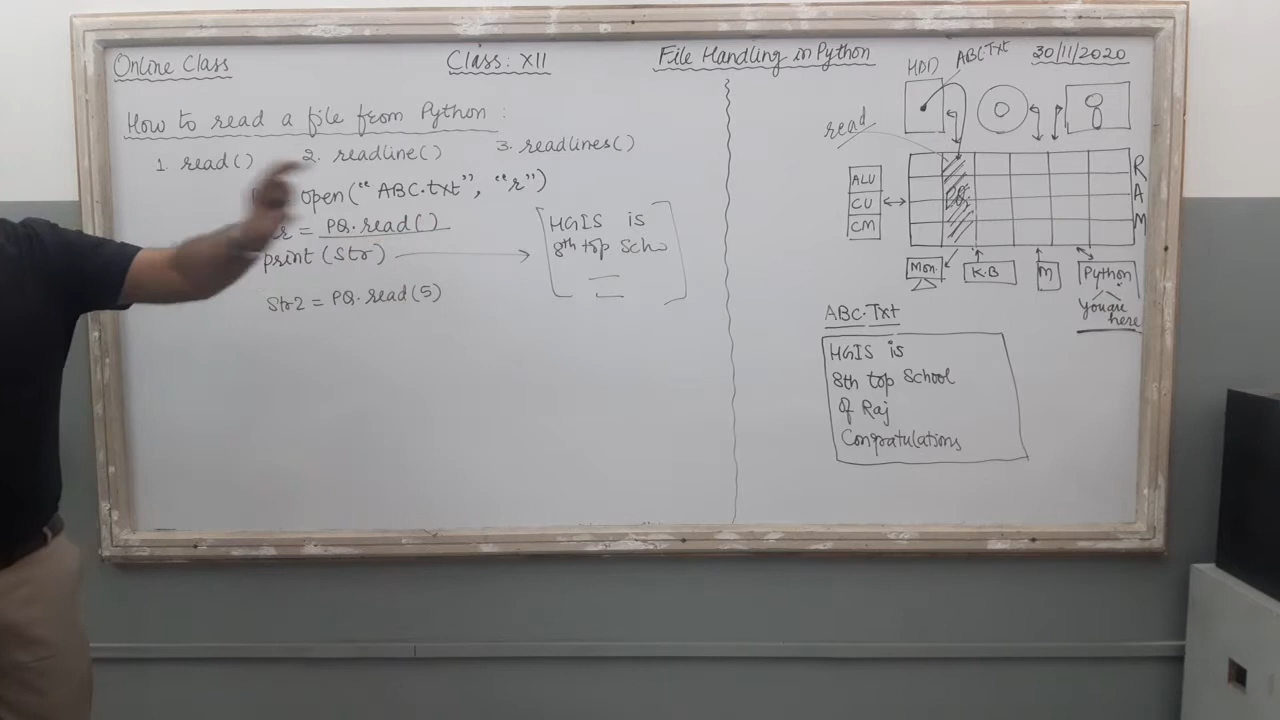 Online Class
Class: XII
File Handling in Python
30/11/2020
How to read a file from Python :
1. read() 2. readline() 3. readlines()
open("ABC.txt", "r")
= PQ.read()
print (Str)
Str2 = PQ.read(5)
HGIS is
8th top Scho
HDD
ABC.Txt
read
ALU
CU
CM
RAM
Mon.
K.B
M
Python
You are
here
ABC.Txt
HGIS is
8th top School
Of Raj
Congratulations